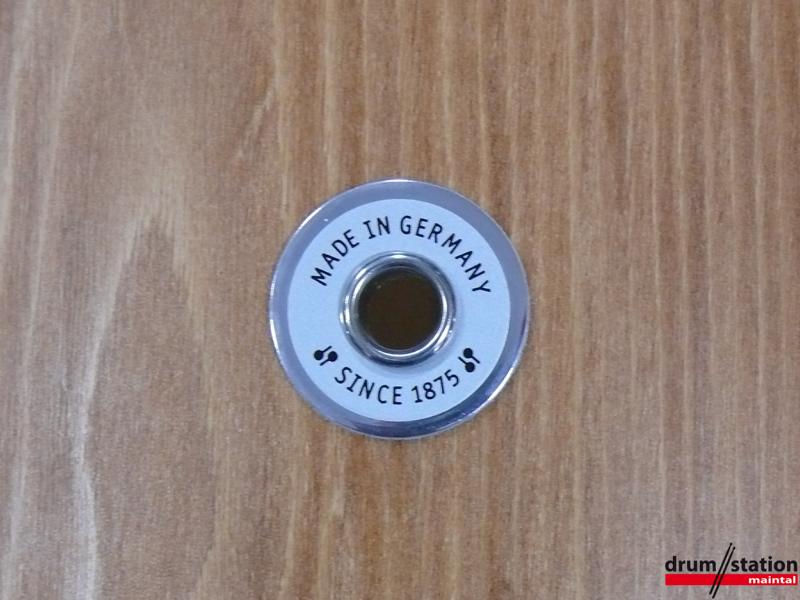 MADE IN GERMANY
SINCE 1875
drum//station
maintal